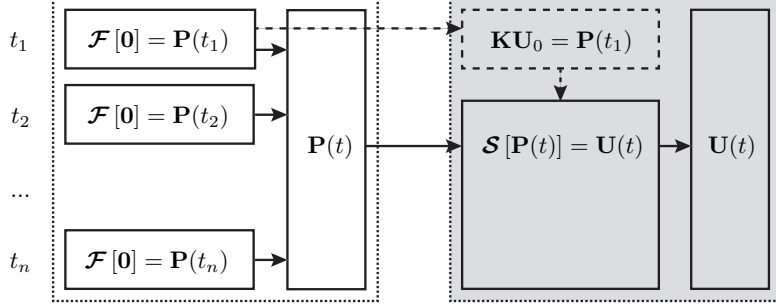 t₁
𝓕[𝟎] = 𝐏(t₁)
𝐊𝐔₀ = 𝐏(t₁)
t₂
𝓕[𝟎] = 𝐏(t₂)
𝐏(t)
𝓢[𝐏(t)] = 𝐔(t)
𝐔(t)
...
tₙ
𝓕[𝟎] = 𝐏(tₙ)